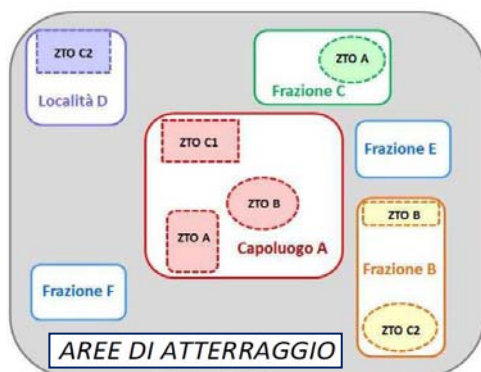 ZTO C2
Località D
ZTO A
Frazione C
ZTO C1
ZTO B
ZTO A
Capoluogo A
Frazione E
ZTO B
Frazione B
ZTO C2
Frazione F
AREE DI ATTERRAGGIO